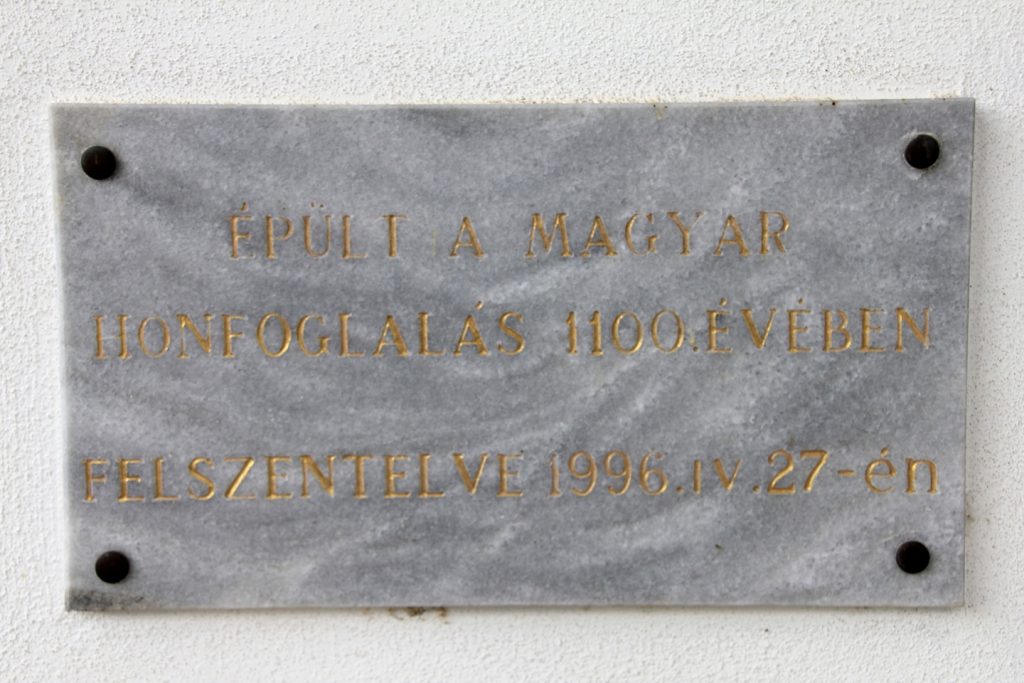 ÉPÜLT A MAGYAR
HONFOGLALÁS 1100. ÉVÉBEN
FELSZENTELVE 1996.IV.27-én